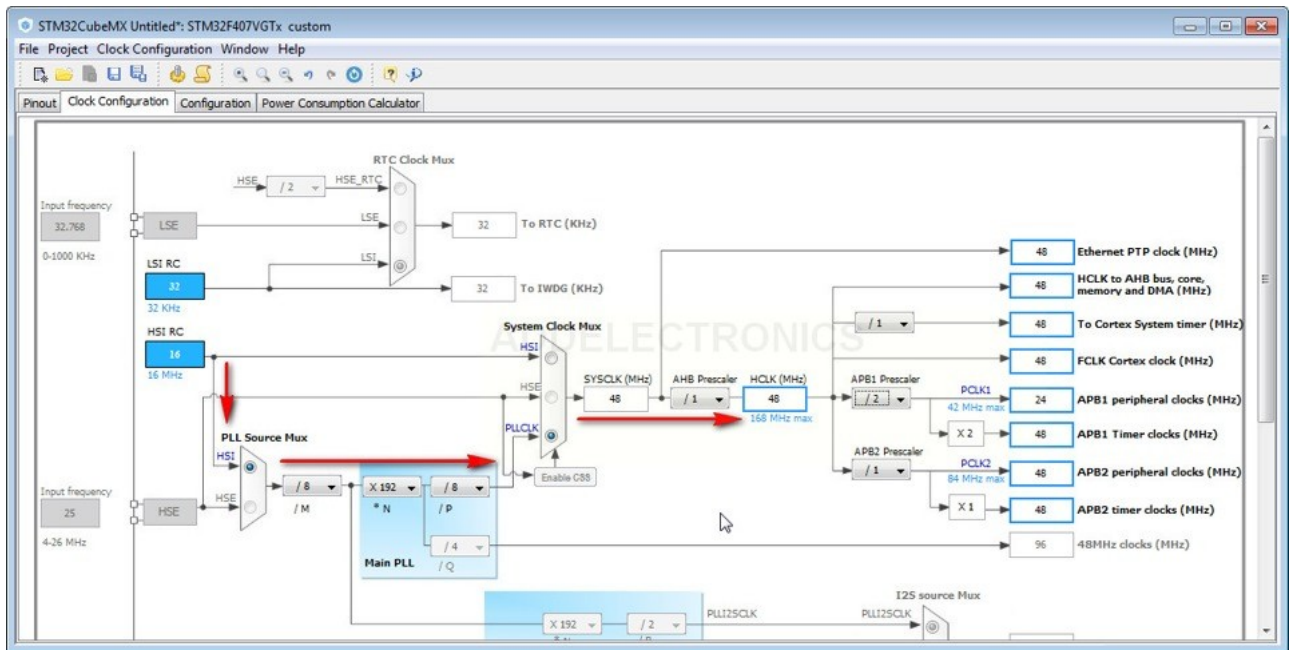 STM32CubeMX Untitled*: STM32F407VGTx custom
File Project Clock Configuration Window Help
Pinout Clock Configuration Configuration Power Consumption Calculator
RTC Clock Mux
HSE
/ 2
HSE_RTC
Input frequency
32.768
0-1000 KHz
LSE
LSE
32
To RTC (KHz)
LSI RC
32
32 KHz
LSI
32
To IWDG (KHz)
HSI RC
16
16 MHz
System Clock Mux
HSI
HSE
PLLCLK
Enable CSS
SYSCLK (MHz)
48
AHB Prescaler
/ 1
HCLK (MHz)
48
168 MHz max
48
Ethernet PTP clock (MHz)
48
HCLK to AHB bus, core,
memory and DMA (MHz)
/ 1
48
To Cortex System timer (MHz)
48
FCLK Cortex clock (MHz)
APB1 Prescaler
/ 2
PCLK1
42 MHz max
24
APB1 peripheral clocks (MHz)
X 2
48
APB1 Timer clocks (MHz)
APB2 Prescaler
/ 1
PCLK2
84 MHz max
48
APB2 peripheral clocks (MHz)
X 1
48
APB2 timer clocks (MHz)
96
48MHz clocks (MHz)
PLL Source Mux
HSI
HSE
Input frequency
25
4-26 MHz
HSE
/ 8
/ M
X 192
* N
/ 8
/ P
/ 4
/ Q
Main PLL
X 192
/ 2
PLLI2SCLK
PLLI2SCLK
I2S source Mux